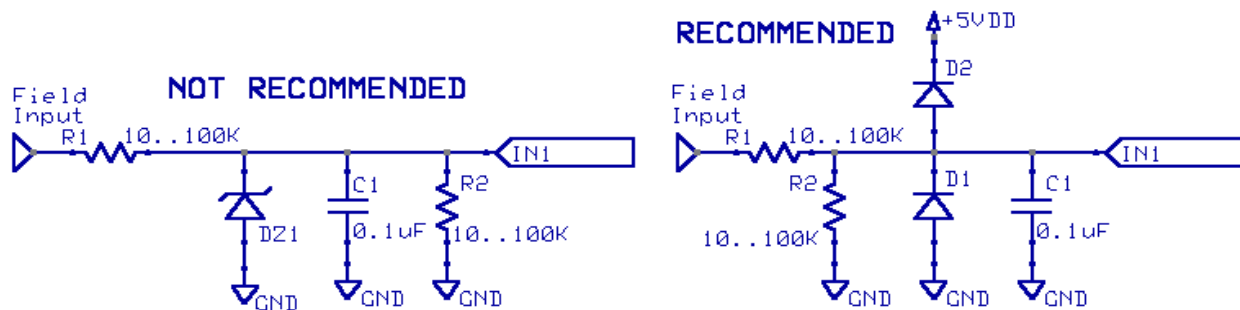 NOT RECOMMENDED
Field
Input
R1
10..100K
IN1
DZ1
C1
0.1uF
R2
10..100K
GND
GND
GND
RECOMMENDED
+5VDD
D2
Field
Input
R1
10..100K
IN1
R2
10..100K
D1
C1
0.1uF
GND
GND
GND